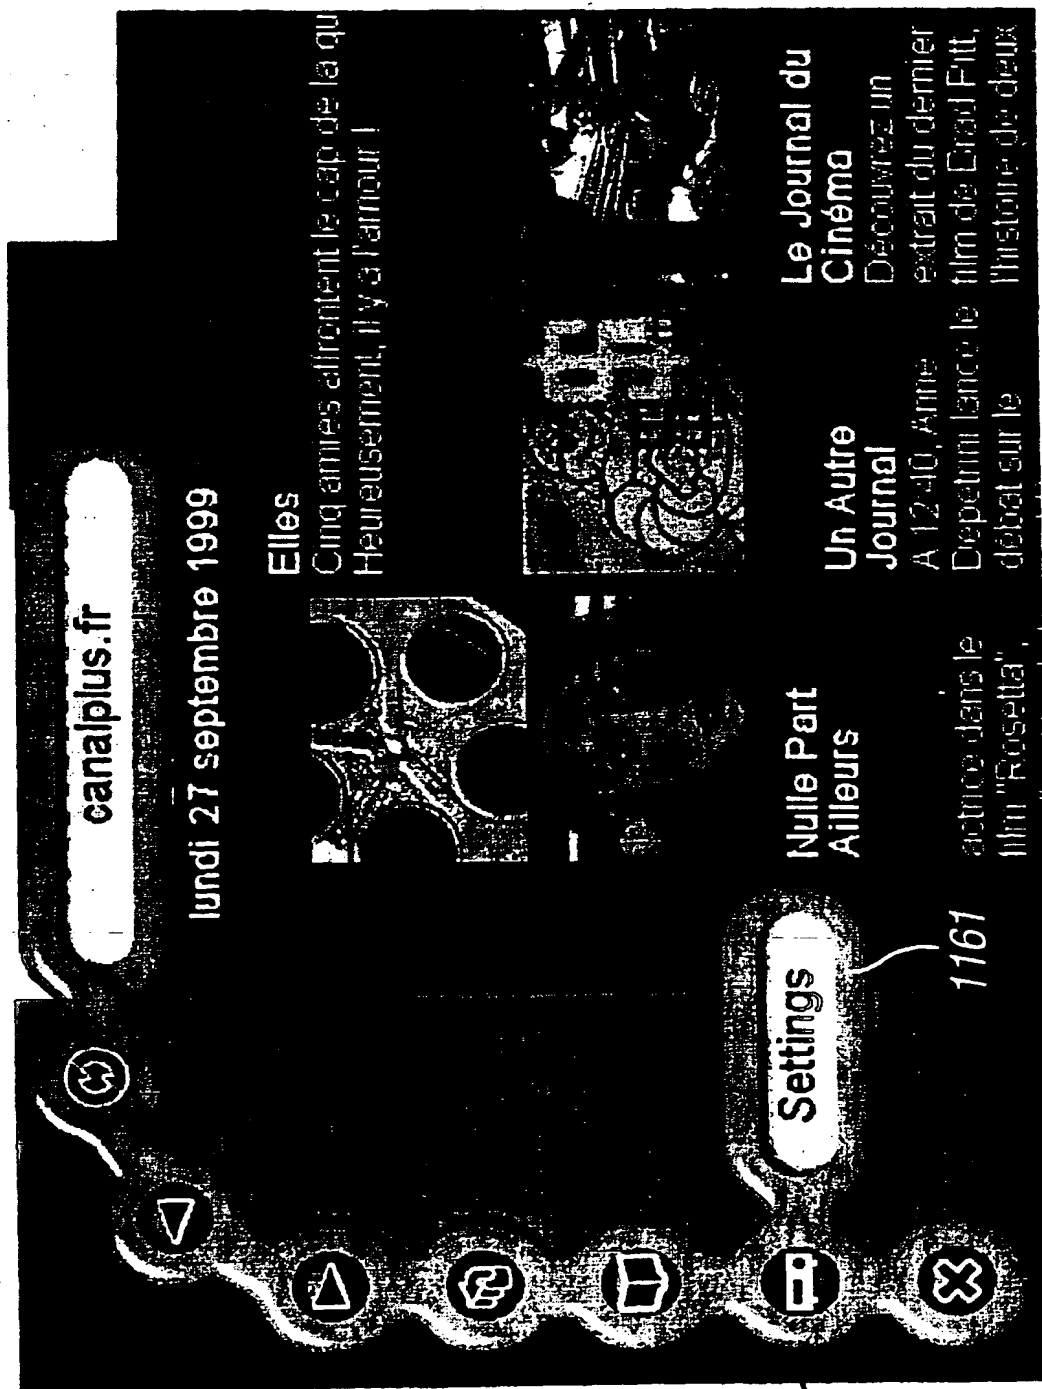 canalplus.fr
lundi 27 septembre 1999
Elles
Cinq amies affrontent le cap de la qu
Heureusement, il y a l'amour !
Nulle Part
Ailleurs
actrice dans le
film "Rosetta",
Un Autre
Journal
A 12:40, Anne
Depetrini lance le
débat sur le
Le Journal du
Cinéma
Découvrez un
extrait du dernier
film de Brad Pitt,
l'histoire de deux
Settings
1161